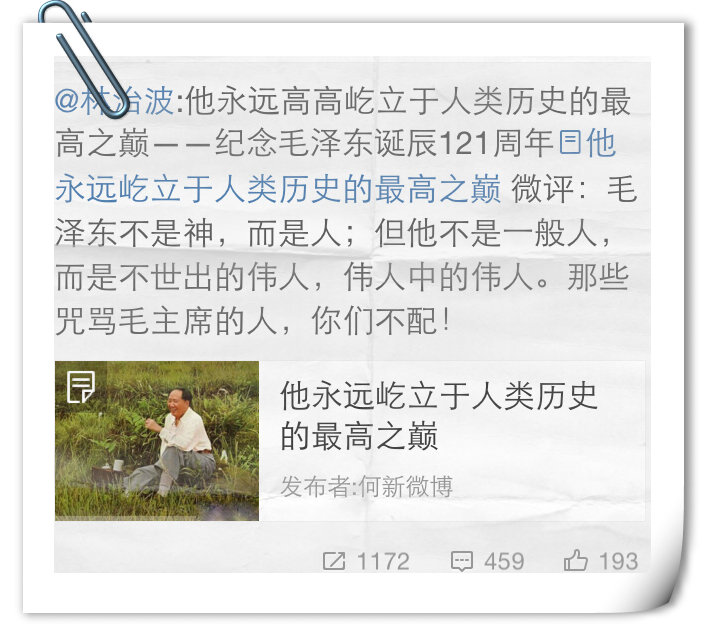 @林治波:他永远高高屹立于人类历史的最
高之巅——纪念毛泽东诞辰121周年他
永远屹立于人类历史的最高之巅 微评：毛
泽东不是神，而是人；但他不是一般人，
而是不世出的伟人，伟人中的伟人。那些
咒骂毛主席的人，你们不配！
他永远屹立于人类历史
的最高之巅
发布者:何新微博
1172 459 193